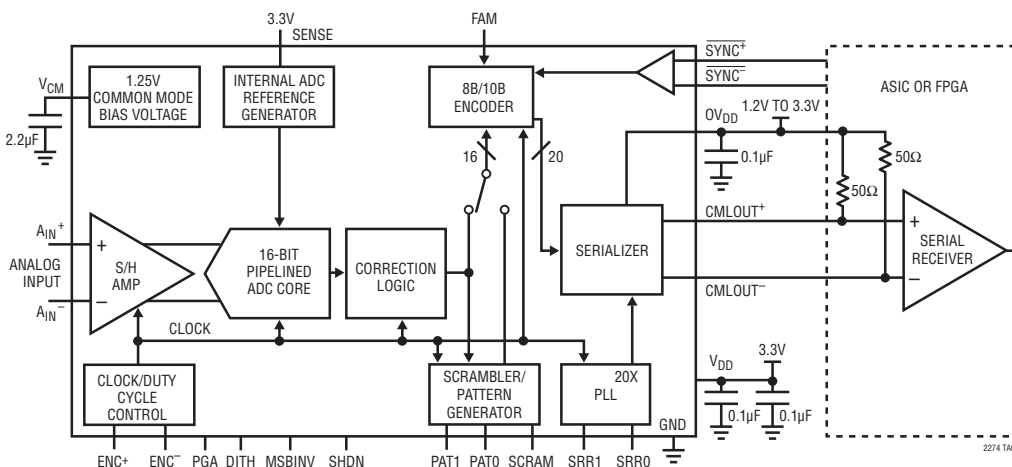 3.3V
SENSE
FAM
SYNC+
SYNC−
ASIC OR FPGA
VCM
1.25V
COMMON MODE
BIAS VOLTAGE
2.2µF
INTERNAL ADC
REFERENCE
GENERATOR
8B/10B
ENCODER
16
20
OVDD
1.2V TO 3.3V
0.1µF
50Ω
50Ω
AIN+
ANALOG
INPUT
AIN−
+
−
S/H
AMP
16-BIT
PIPELINED
ADC CORE
CORRECTION
LOGIC
SERIALIZER
CMLOUT+
CMLOUT−
+
−
SERIAL
RECEIVER
CLOCK
CLOCK/DUTY
CYCLE
CONTROL
SCRAMBLER/
PATTERN
GENERATOR
20X
PLL
VDD
3.3V
0.1µF
0.1µF
GND
ENC+
ENC−
PGA
DITH
MSBINV
SHDN
PAT1
PAT0
SCRAM
SRR1
SRR0